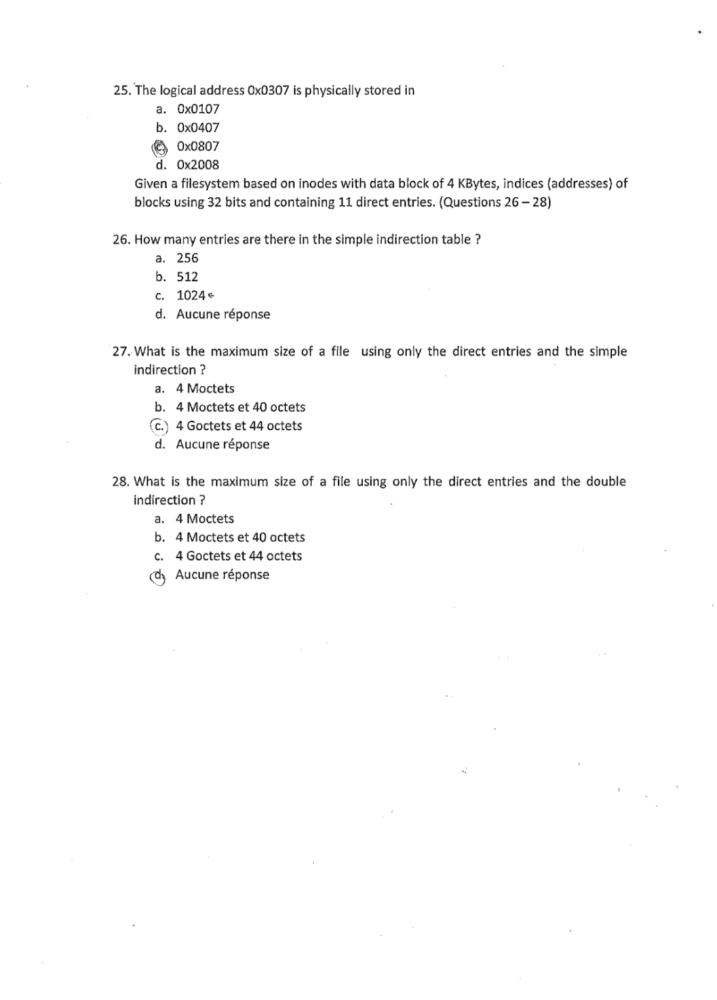 25. The logical address 0x0307 is physically stored in
a. 0x0107
b. 0x0407
c. 0x0807
d. 0x2008
Given a filesystem based on inodes with data block of 4 KBytes, indices (addresses) of
blocks using 32 bits and containing 11 direct entries. (Questions 26 – 28)
26. How many entries are there in the simple indirection table ?
a. 256
b. 512
c. 1024
d. Aucune réponse
27. What is the maximum size of a file using only the direct entries and the simple
indirection ?
a. 4 Moctets
b. 4 Moctets et 40 octets
c. 4 Goctets et 44 octets
d. Aucune réponse
28. What is the maximum size of a file using only the direct entries and the double
indirection ?
a. 4 Moctets
b. 4 Moctets et 40 octets
c. 4 Goctets et 44 octets
d. Aucune réponse